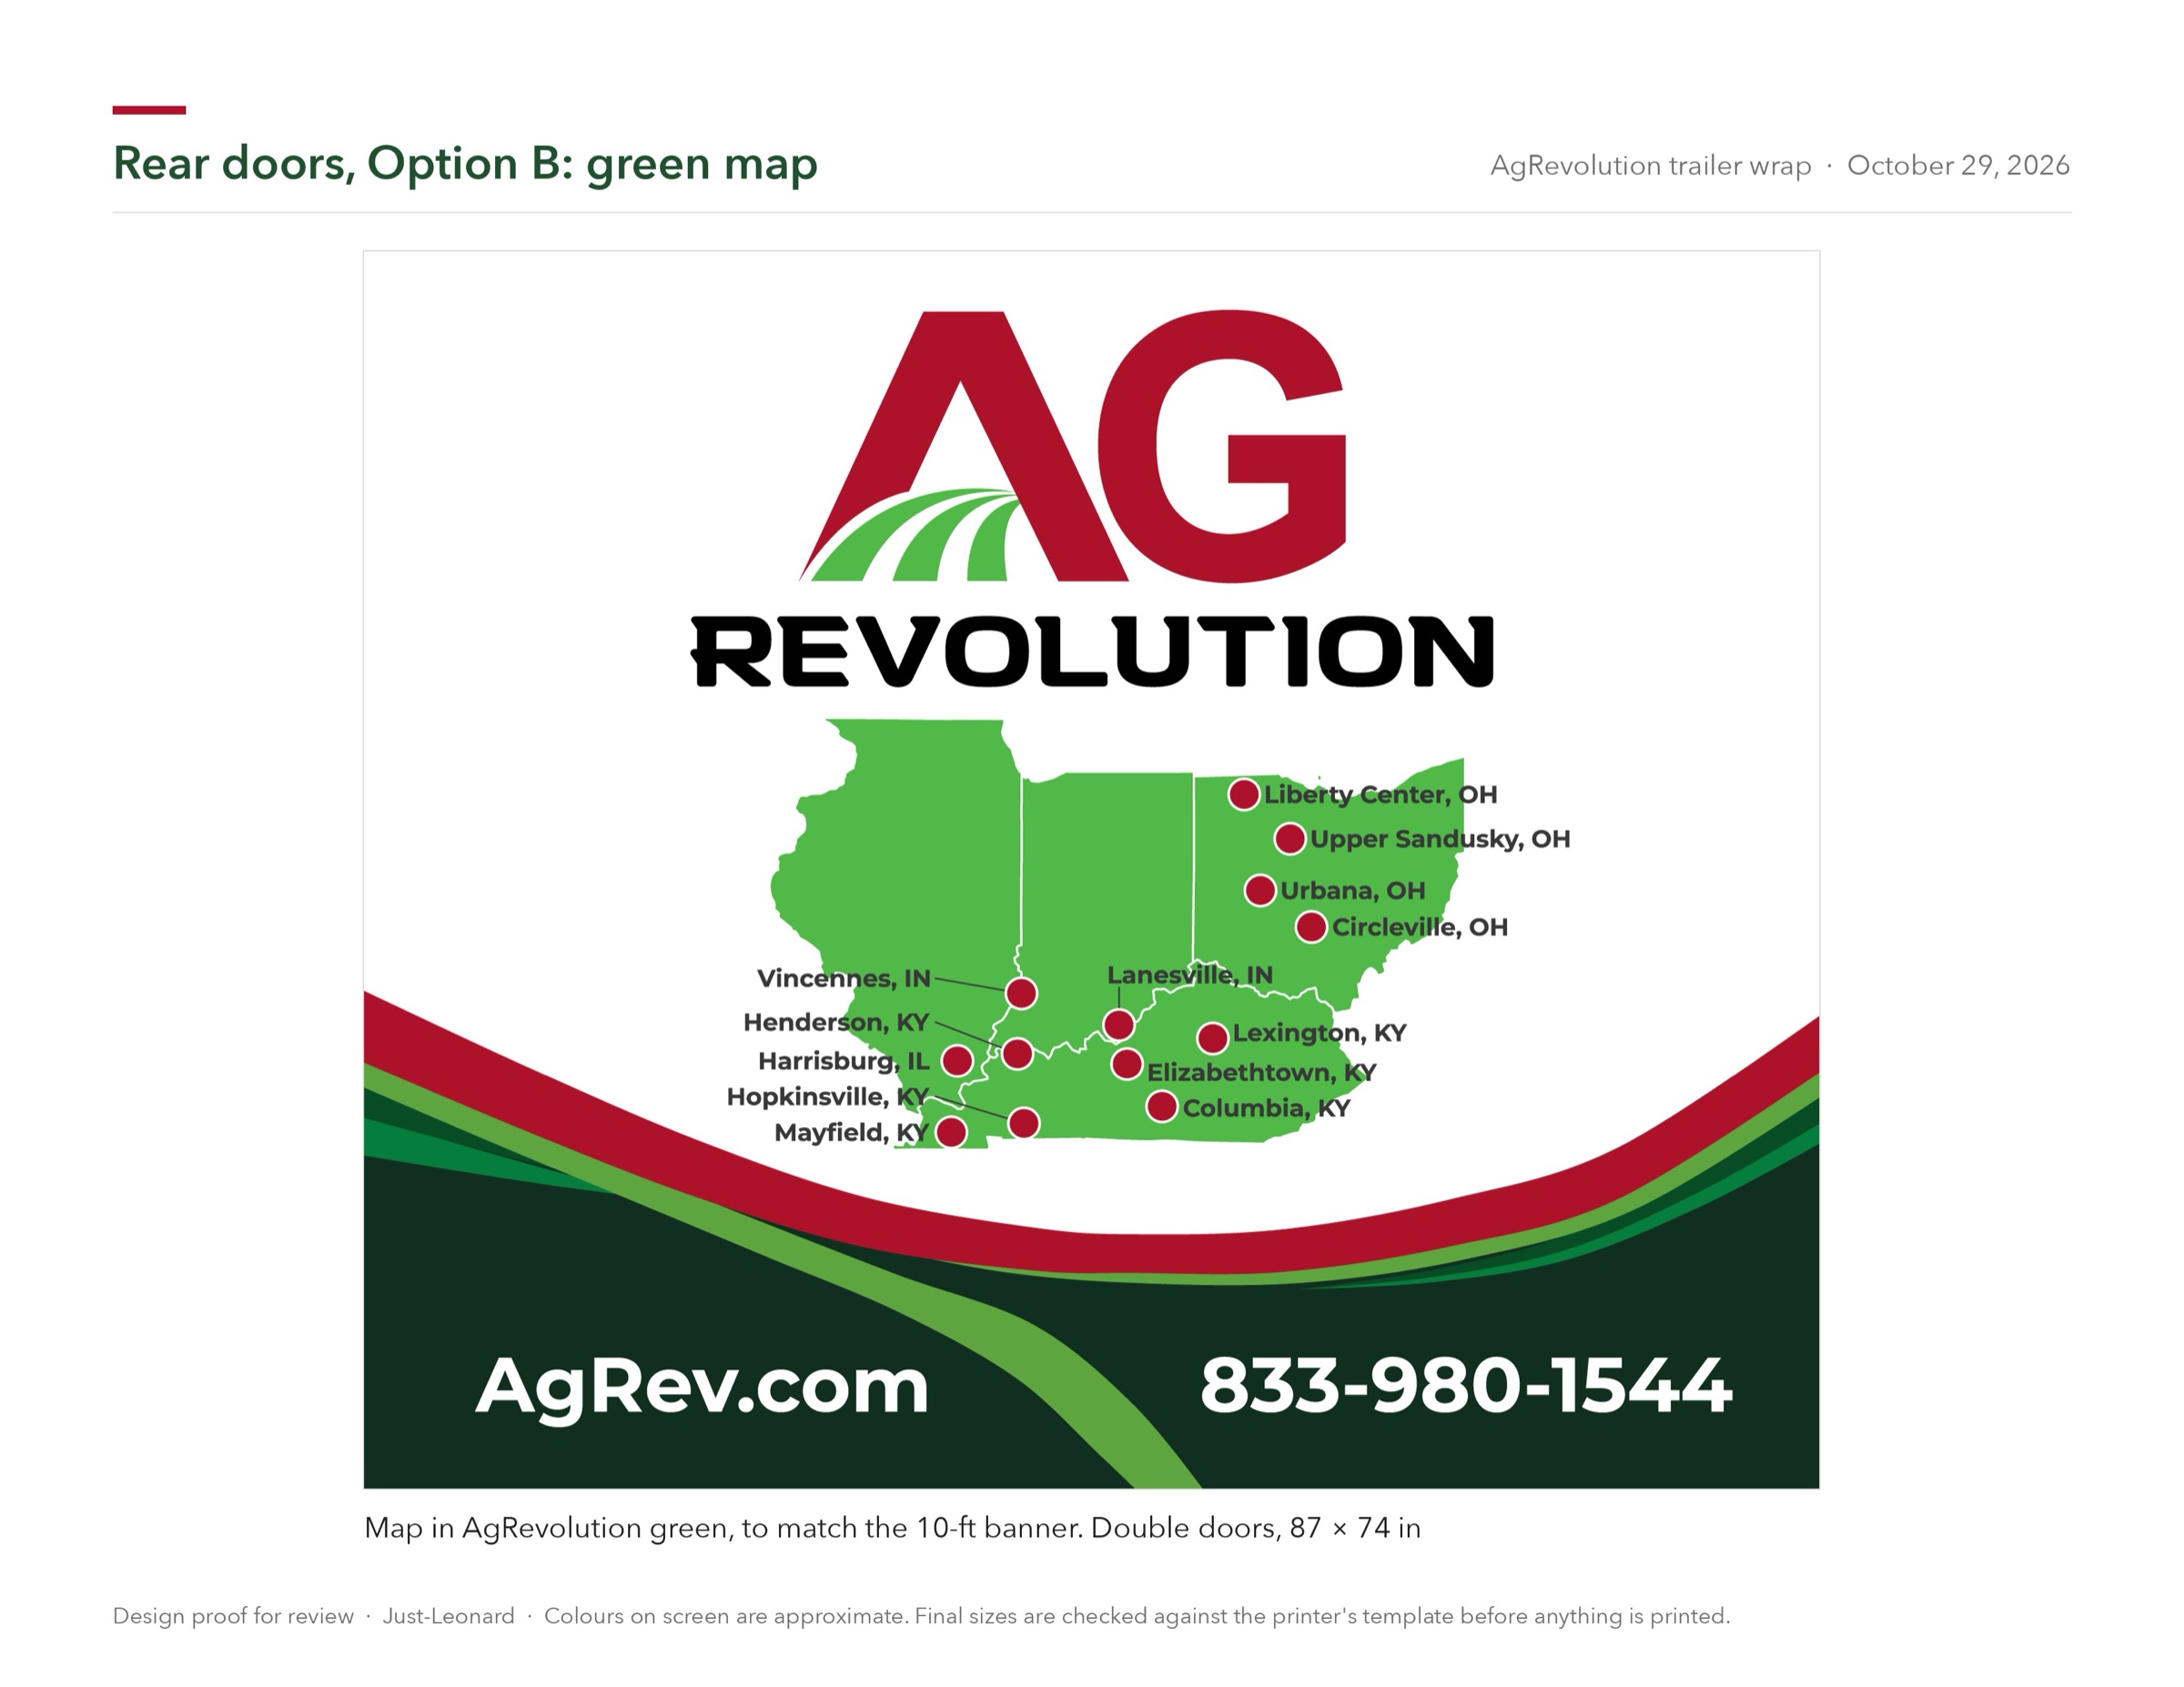 Rear doors, Option B: green map
AgRevolution trailer wrap · October 29, 2026
AG
REVOLUTION
Liberty Center, OH
Upper Sandusky, OH
Urbana, OH
Circleville, OH
Vincennes, IN
Lanesville, IN
Henderson, KY
Lexington, KY
Harrisburg, IL
Elizabethtown, KY
Hopkinsville, KY
Columbia, KY
Mayfield, KY
AgRev.com
833-980-1544
Map in AgRevolution green, to match the 10-ft banner. Double doors, 87 × 74 in
Design proof for review · Just-Leonard · Colours on screen are approximate. Final sizes are checked against the printer's template before anything is printed.